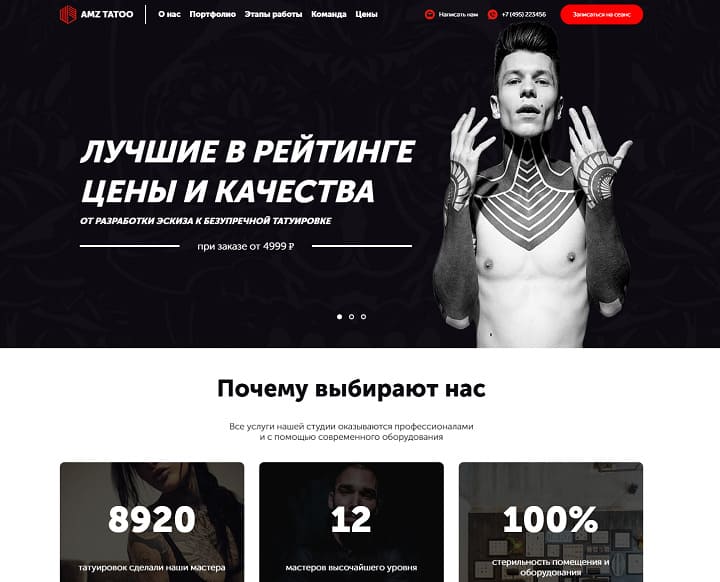 AMZ TATOO
О нас Портфолио Этапы работы Команда Цены
Написать нам +7 (495) 223456 Записаться на сеанс
ЛУЧШИЕ В РЕЙТИНГЕ
ЦЕНЫ И КАЧЕСТВА
ОТ РАЗРАБОТКИ ЭСКИЗА К БЕЗУПРЕЧНОЙ ТАТУИРОВКЕ
при заказе от 4999 ₽
Почему выбирают нас
Все услуги нашей студии оказываются профессионалами
и с помощью современного оборудования
8920
татуировок сделали наши мастера
12
мастеров высочайшего уровня
100%
стерильность помещения и
оборудования